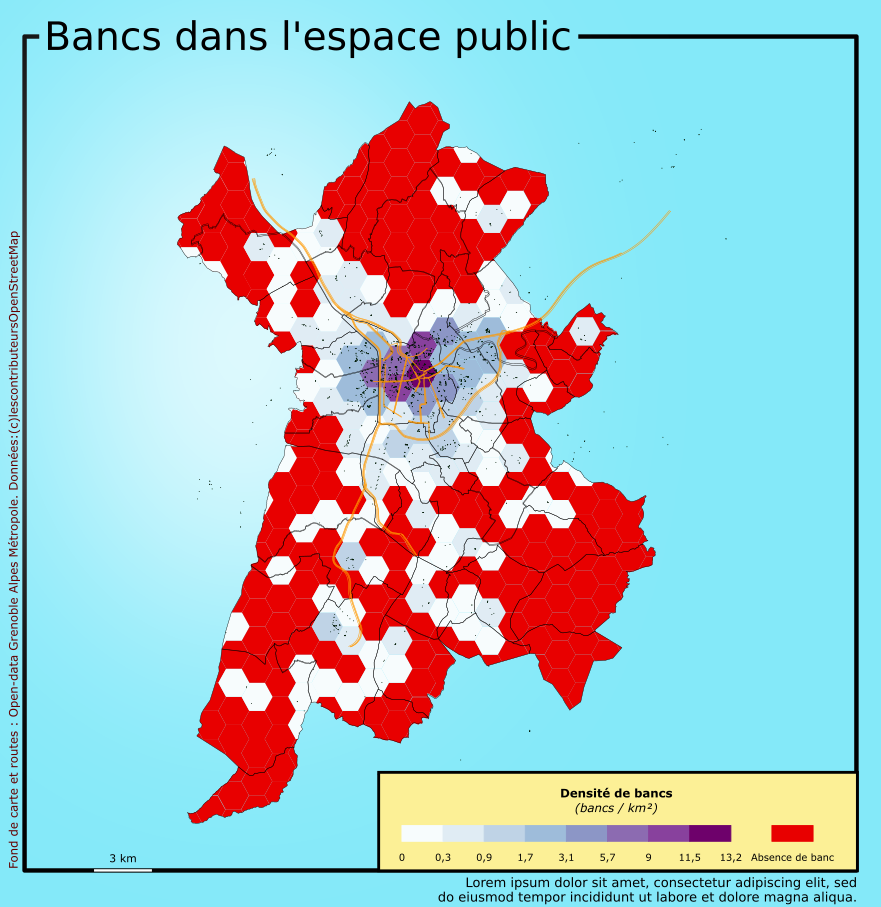 Bancs dans l'espace public
Fond de carte et routes : Open-data Grenoble Alpes Métropole. Données:(c)lescontributeursOpenStreetMap
Densité de bancs
(bancs / km²)
0 0,3 0,9 1,7 3,1 5,7 9 11,5 13,2 Absence de banc
3 km
Lorem ipsum dolor sit amet, consectetur adipiscing elit, sed
do eiusmod tempor incididunt ut labore et dolore magna aliqua.